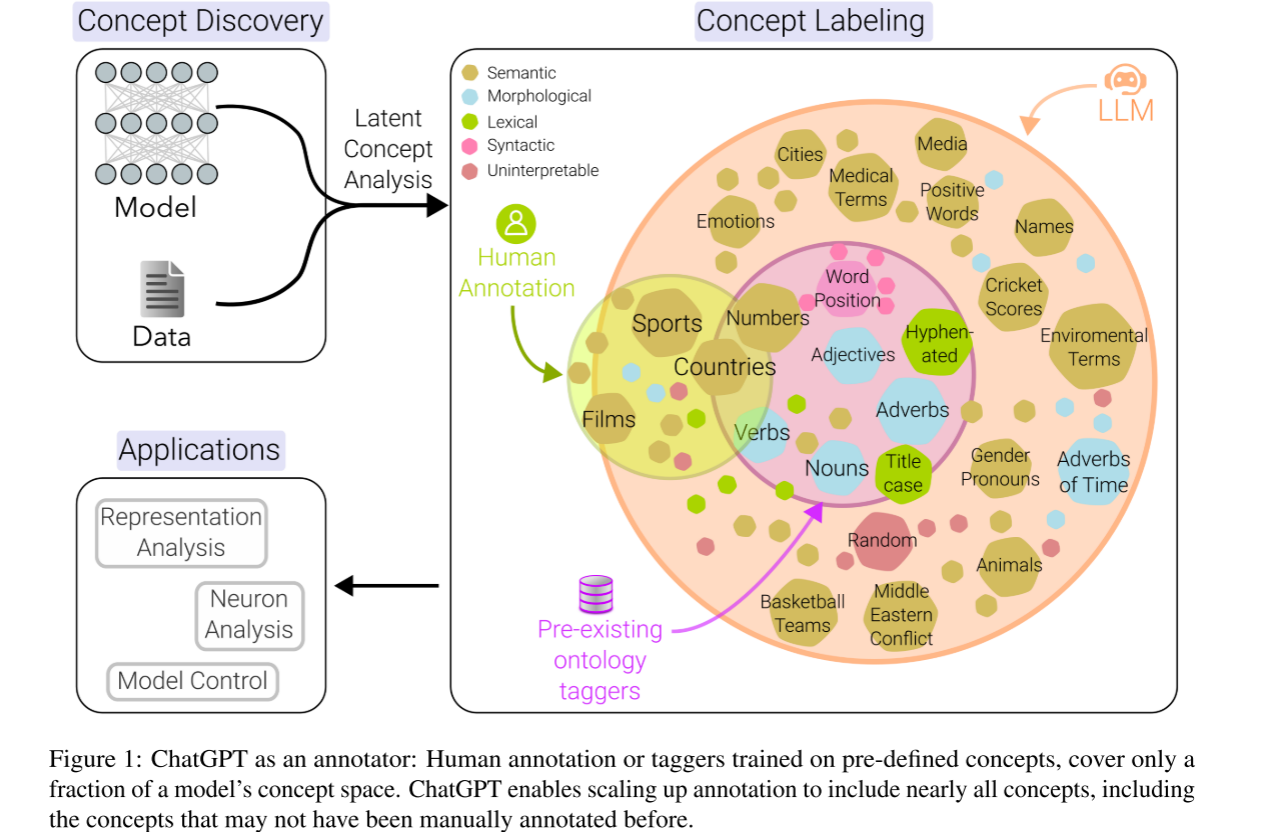 Concept Discovery
Model
Data
Latent
Concept
Analysis
Concept Labeling
Semantic
Morphological
Lexical
Syntactic
Uninterpretable
LLM
Human
Annotation
Cities
Media
Medical
Terms
Positive
Words
Emotions
Names
Cricket
Scores
Enviromental
Terms
Word
Position
Numbers
Sports
Hyphen-
ated
Adjectives
Countries
Films
Adverbs
Verbs
Nouns
Title
case
Gender
Pronouns
Adverbs
of Time
Random
Animals
Basketball
Teams
Middle
Eastern
Conflict
Pre-existing
ontology
taggers
Applications
Representation
Analysis
Neuron
Analysis
Model Control
Figure 1: ChatGPT as an annotator: Human annotation or taggers trained on pre-defined concepts, cover only a
fraction of a model's concept space. ChatGPT enables scaling up annotation to include nearly all concepts, including
the concepts that may not have been manually annotated before.